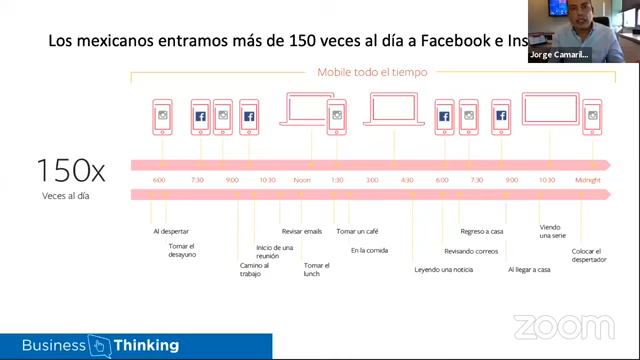 Los mexicanos entramos más de 150 veces al día a Facebook e Ins
Jorge Camaril...
Mobile todo el tiempo
150x
Veces al día
6:00 7:30 9:00 10:30 Noon 1:30 3:00 4:30 6:00 7:30 9:00 10:30 Midnight
Al despertar
Tomar el
desayuno
Camino al
trabajo
Inicio de una
reunión
Revisar emails
Tomar el
lunch
Tomar un café
En la comida
Leyendo una noticia
Revisando correos
Regreso a casa
Al llegar a casa
Viendo
una serie
Colocar el
despertador
Business Thinking
zoom